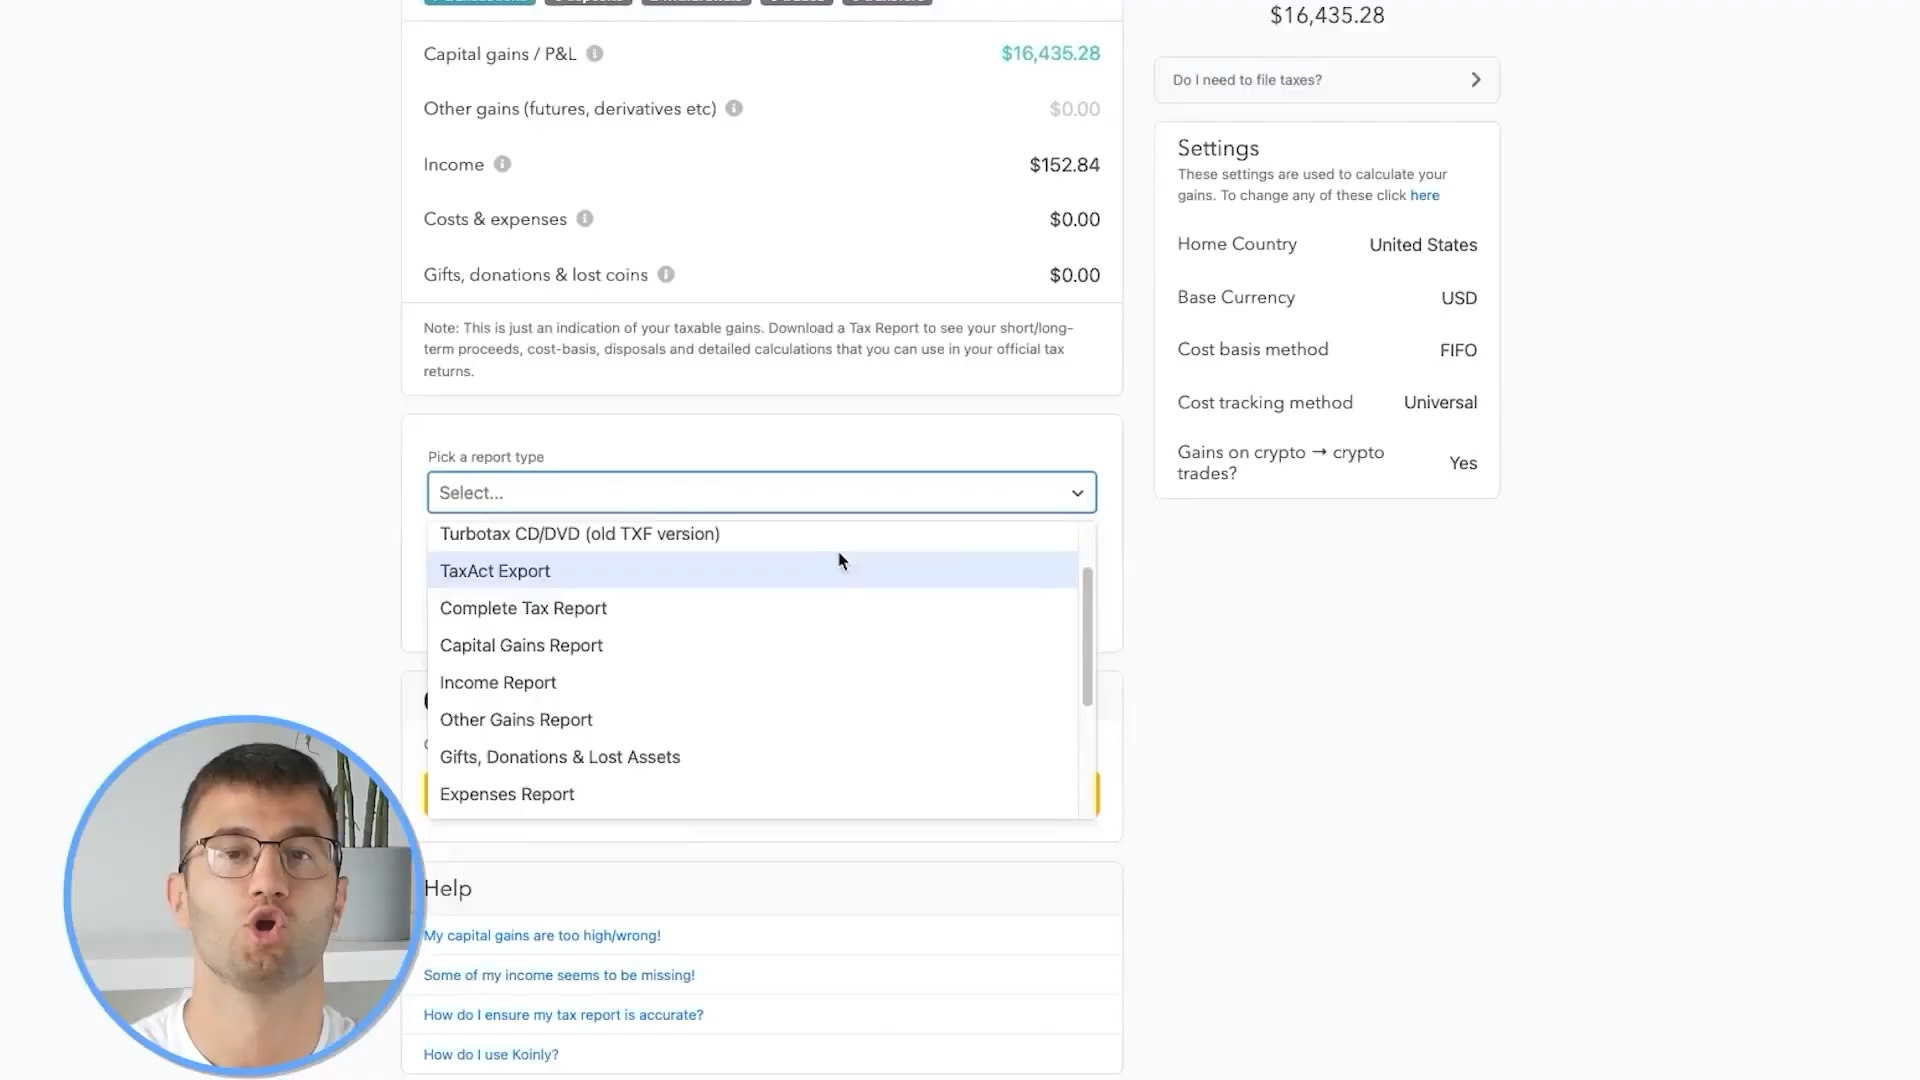 $16,435.28
Capital gains / P&L $16,435.28
Do I need to file taxes?
Other gains (futures, derivatives etc) $0.00
Income $152.84
Costs & expenses $0.00
Gifts, donations & lost coins $0.00
Note: This is just an indication of your taxable gains. Download a Tax Report to see your short/long-
term proceeds, cost-basis, disposals and detailed calculations that you can use in your official tax
returns.
Settings
These settings are used to calculate your
gains. To change any of these click here
Home Country United States
Base Currency USD
Cost basis method FIFO
Cost tracking method Universal
Gains on crypto → crypto
trades? Yes
Pick a report type
Select...
Turbotax CD/DVD (old TXF version)
TaxAct Export
Complete Tax Report
Capital Gains Report
Income Report
Other Gains Report
Gifts, Donations & Lost Assets
Expenses Report
Help
My capital gains are too high/wrong!
Some of my income seems to be missing!
How do I ensure my tax report is accurate?
How do I use Koinly?